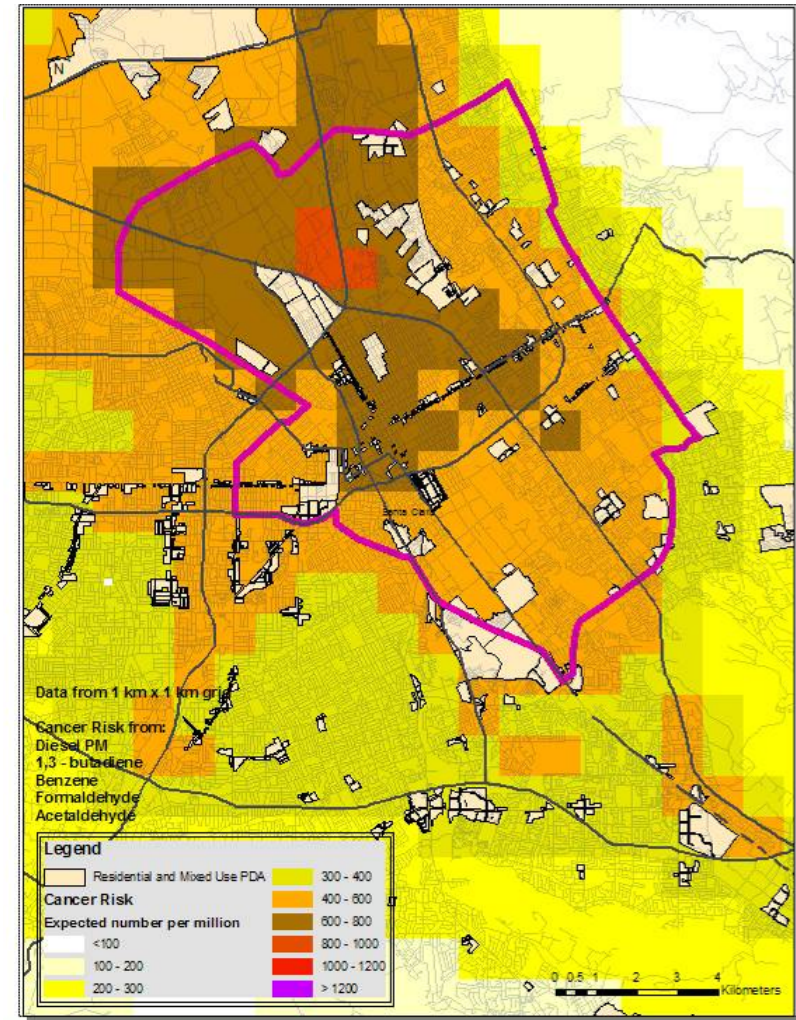 N
Santa Clara
Data from 1 km x 1 km grid
Cancer Risk from:
Diesel PM
1,3 - butadiene
Benzene
Formaldehyde
Acetaldehyde
Legend
Residential and Mixed Use PDA
Cancer Risk
Expected number per million
<100
100 - 200
200 - 300
300 - 400
400 - 600
600 - 800
800 - 1000
1000 - 1200
> 1200
0 0.5 1 2 3 4
Kilometers